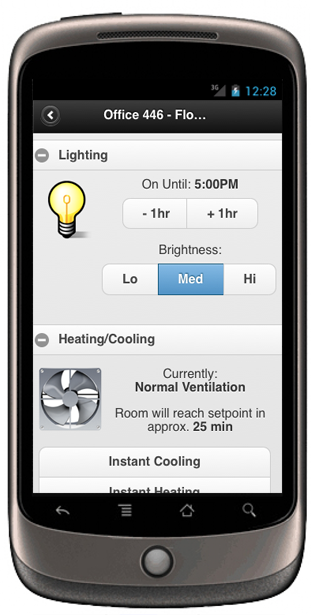 3G 12:28
Office 446 - Flo...
Lighting
On Until: 5:00PM
- 1hr + 1hr
Brightness:
Lo Med Hi
Heating/Cooling
Currently:
Normal Ventilation
Room will reach setpoint in
approx. 25 min
Instant Cooling
Instant Heating